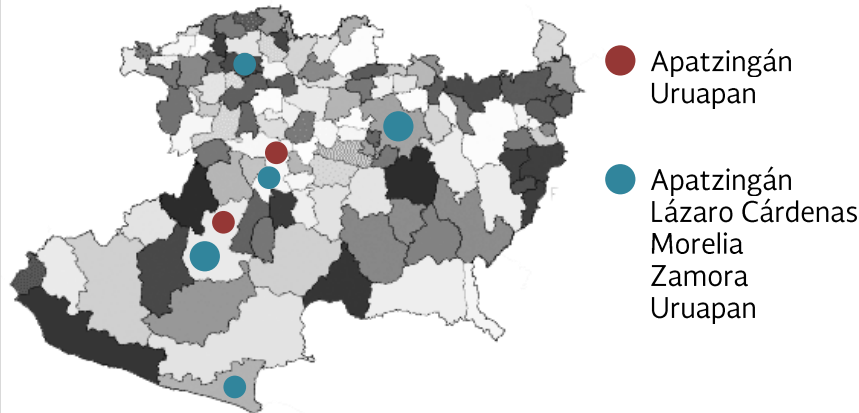 Apatzingán
Uruapan
Apatzingán
Lázaro Cárdenas
Morelia
Zamora
Uruapan